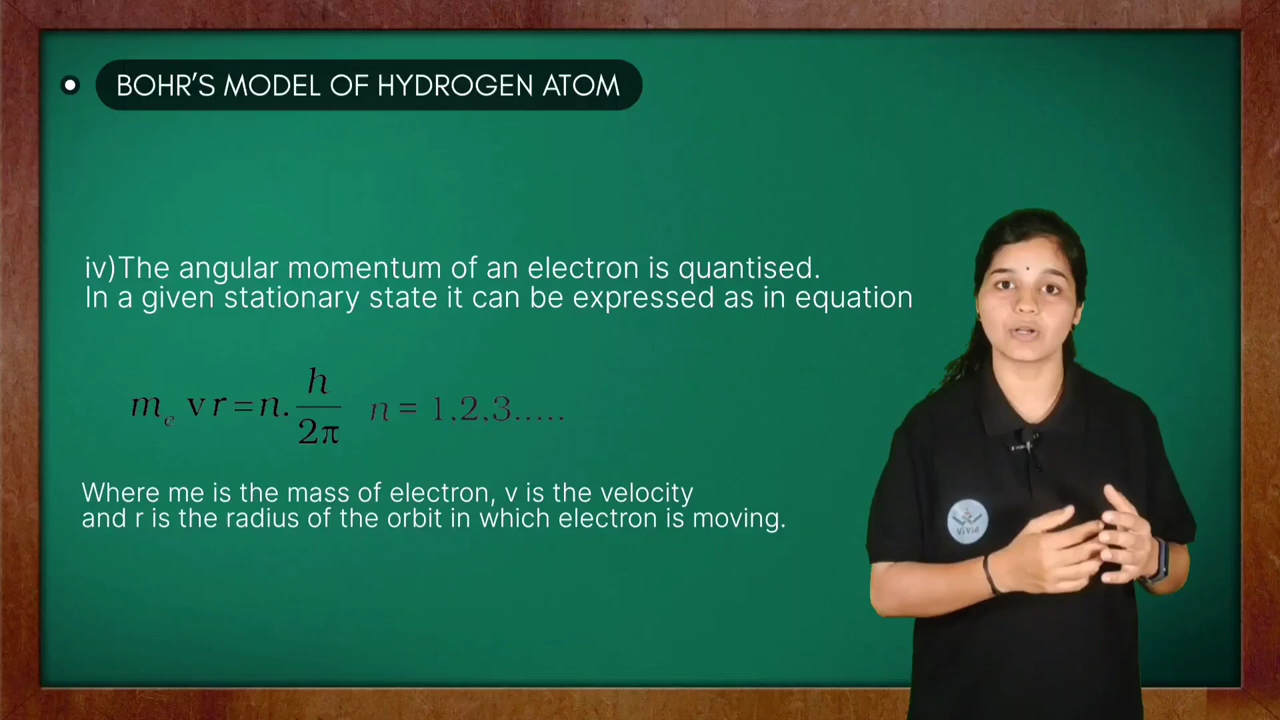 BOHR'S MODEL OF HYDROGEN ATOM
iv)The angular momentum of an electron is quantised.
In a given stationary state it can be expressed as in equation
mₑ v r = n. h/2π n = 1.2.3.....
Where me is the mass of electron, v is the velocity
and r is the radius of the orbit in which electron is moving.
ViVid